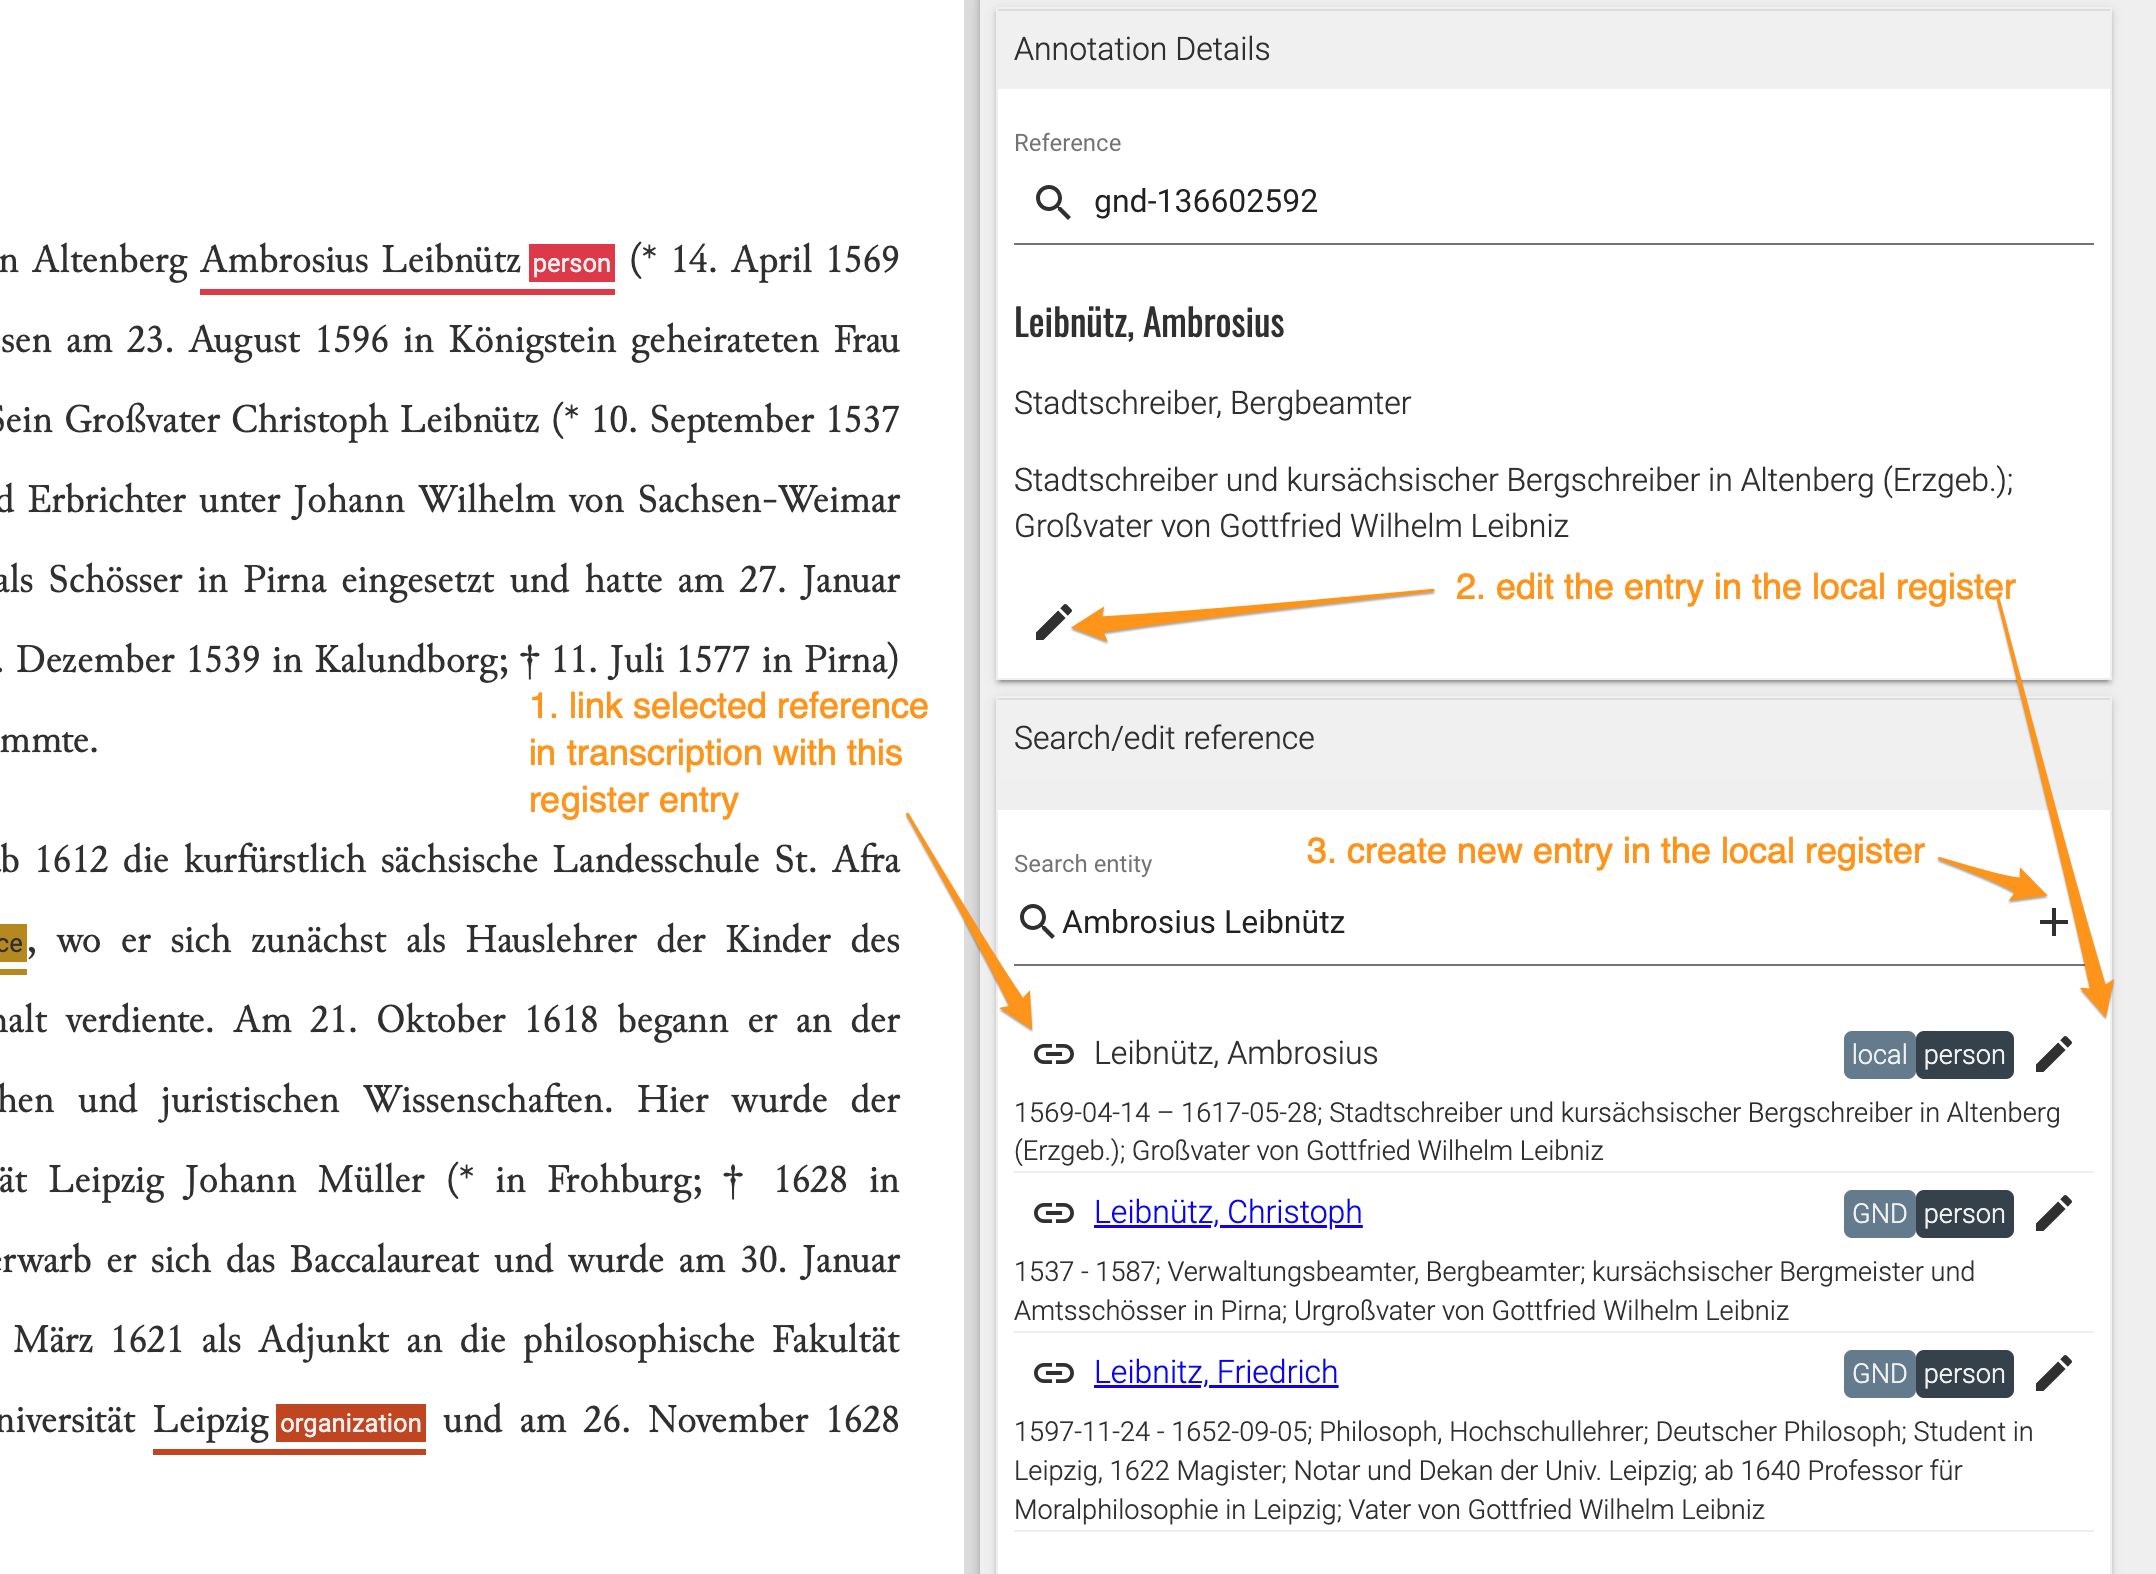 n Altenberg Ambrosius Leibnütz person (* 14. April 1569
sen am 23. August 1596 in Königstein geheirateten Frau
Sein Großvater Christoph Leibnütz (* 10. September 1537
d Erbrichter unter Johann Wilhelm von Sachsen-Weimar
als Schösser in Pirna eingesetzt und hatte am 27. Januar
. Dezember 1539 in Kalundborg; † 11. Juli 1577 in Pirna)
mmte.
1. link selected reference
in transcription with this
register entry
b 1612 die kurfürstlich sächsische Landesschule St. Afra
ce, wo er sich zunächst als Hauslehrer der Kinder des
halt verdiente. Am 21. Oktober 1618 begann er an der
hen und juristischen Wissenschaften. Hier wurde der
ät Leipzig Johann Müller (* in Frohburg; † 1628 in
erwarb er sich das Baccalaureat und wurde am 30. Januar
März 1621 als Adjunkt an die philosophische Fakultät
niversität Leipzig organization und am 26. November 1628
Annotation Details
Reference
gnd-136602592
Leibnütz, Ambrosius
Stadtschreiber, Bergbeamter
Stadtschreiber und kursächsischer Bergschreiber in Altenberg (Erzgeb.);
Großvater von Gottfried Wilhelm Leibniz
2. edit the entry in the local register
Search/edit reference
3. create new entry in the local register
Search entity
Ambrosius Leibnütz +
Leibnütz, Ambrosius local person
1569-04-14 – 1617-05-28; Stadtschreiber und kursächsischer Bergschreiber in Altenberg
(Erzgeb.); Großvater von Gottfried Wilhelm Leibniz
Leibnütz, Christoph GND person
1537 - 1587; Verwaltungsbeamter, Bergbeamter; kursächsischer Bergmeister und
Amtsschösser in Pirna; Urgroßvater von Gottfried Wilhelm Leibniz
Leibnitz, Friedrich GND person
1597-11-24 - 1652-09-05; Philosoph, Hochschullehrer; Deutscher Philosoph; Student in
Leipzig, 1622 Magister; Notar und Dekan der Univ. Leipzig; ab 1640 Professor für
Moralphilosophie in Leipzig; Vater von Gottfried Wilhelm Leibniz